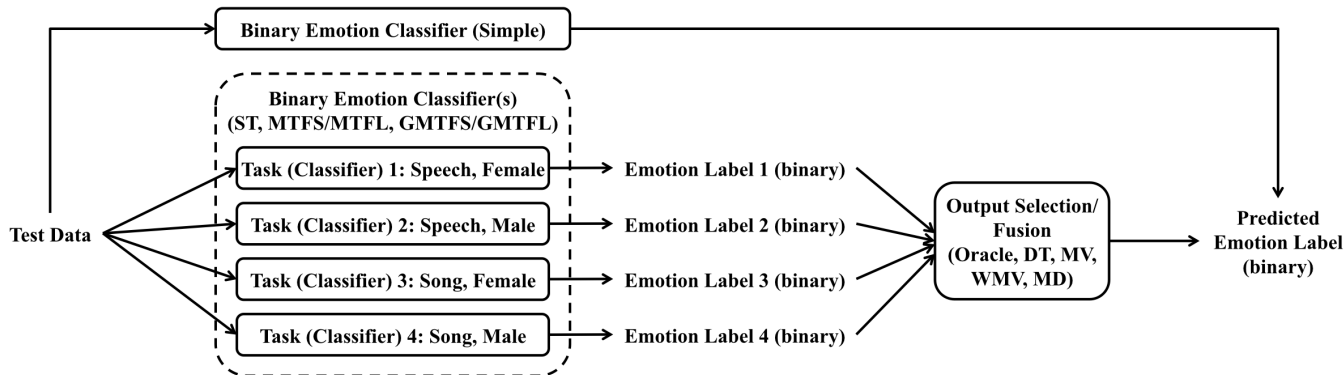 Binary Emotion Classifier (Simple)
Binary Emotion Classifier(s)
(ST, MTFS/MTFL, GMTFS/GMTFL)
Task (Classifier) 1: Speech, Female
Emotion Label 1 (binary)
Task (Classifier) 2: Speech, Male
Emotion Label 2 (binary)
Test Data
Task (Classifier) 3: Song, Female
Emotion Label 3 (binary)
Task (Classifier) 4: Song, Male
Emotion Label 4 (binary)
Output Selection/
Fusion
(Oracle, DT, MV,
WMV, MD)
Predicted
Emotion Label
(binary)